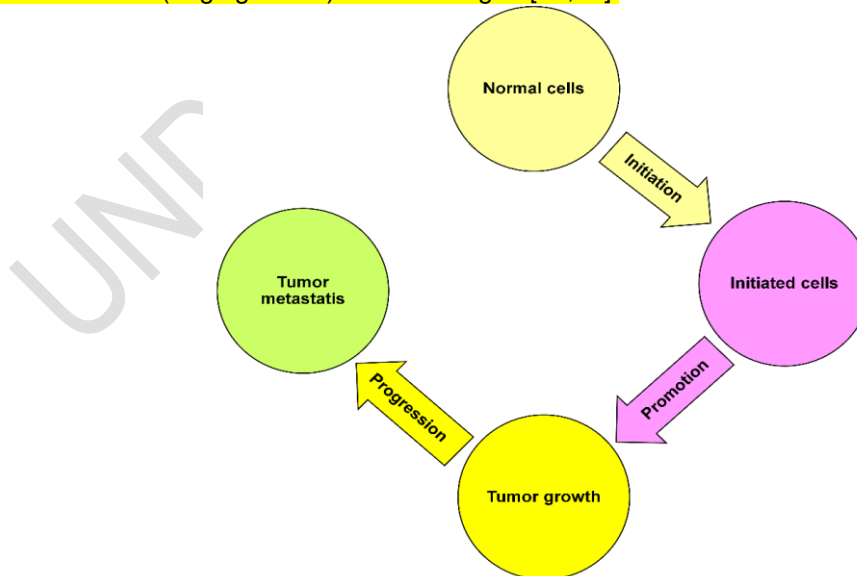 Normal cells
Initiation
Initiated cells
Promotion
Tumor growth
Progression
Tumor
metastatis